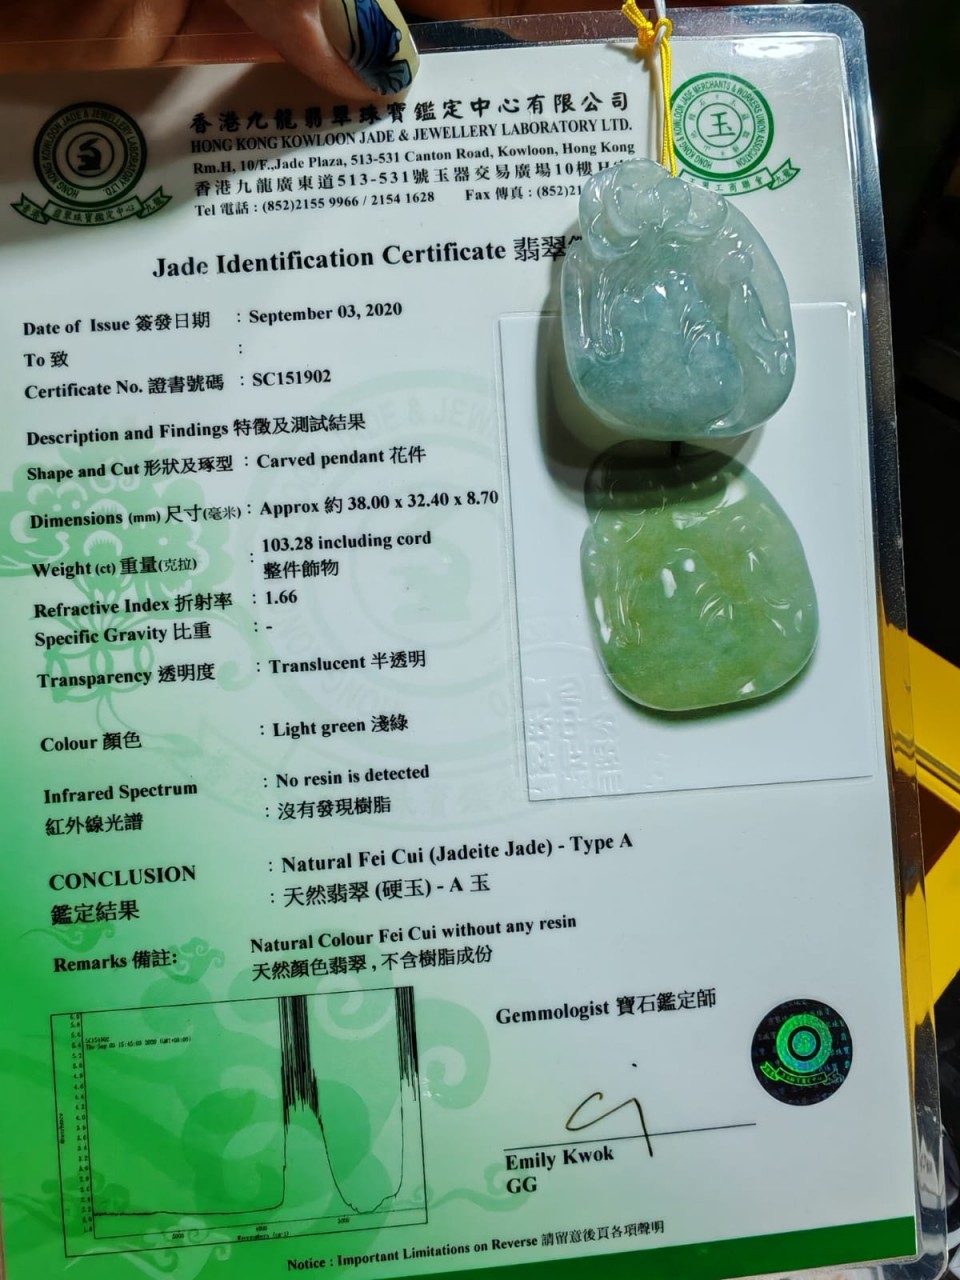 香港九龍翡翠珠寶鑑定中心有限公司
HONG KONG KOWLOON JADE & JEWELLERY LABORATORY LTD.
Rm.H, 10/F.,Jade Plaza, 513-531 Canton Road, Kowloon, Hong Kong
香港九龍廣東道513-531號玉器交易廣場10樓H
Tel 電話 : (852)2155 9966 / 2154 1628 Fax 傳真 : (852)21
玉
Jade Identification Certificate 翡翠
Date of Issue 簽發日期 : September 03, 2020
To 致 :
Certificate No. 證書號碼 : SC151902
Description and Findings 特徵及測試結果
Shape and Cut 形狀及琢型 : Carved pendant 花件
Dimensions (mm) 尺寸(毫米) : Approx 約 38.00 x 32.40 x 8.70
Weight (ct) 重量(克拉) : 103.28 including cord
整件飾物
Refractive Index 折射率 : 1.66
Specific Gravity 比重 : -
Transparency 透明度 : Translucent 半透明
Colour 顏色 : Light green 淺綠
Infrared Spectrum : No resin is detected
紅外線光譜 : 沒有發現樹脂
CONCLUSION : Natural Fei Cui (Jadeite Jade) - Type A
鑑定結果 : 天然翡翠 (硬玉) - A 玉
Remarks 備註: Natural Colour Fei Cui without any resin
天然顏色翡翠 , 不含樹脂成份
SC151902
Gemmologist 寶石鑑定師
Emily Kwok
GG
Notice : Important Limitations on Reverse 請留意後頁各項聲明